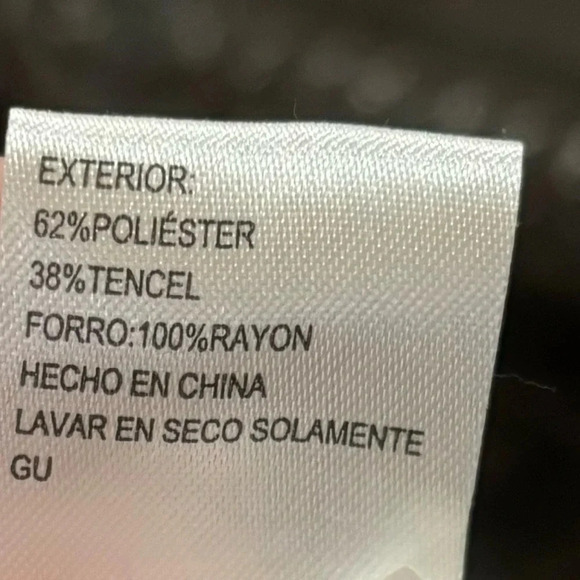 EXTERIOR:
62%POLIÉSTER
38%TENCEL
FORRO:100%RAYON
HECHO EN CHINA
LAVAR EN SECO SOLAMENTE
GU